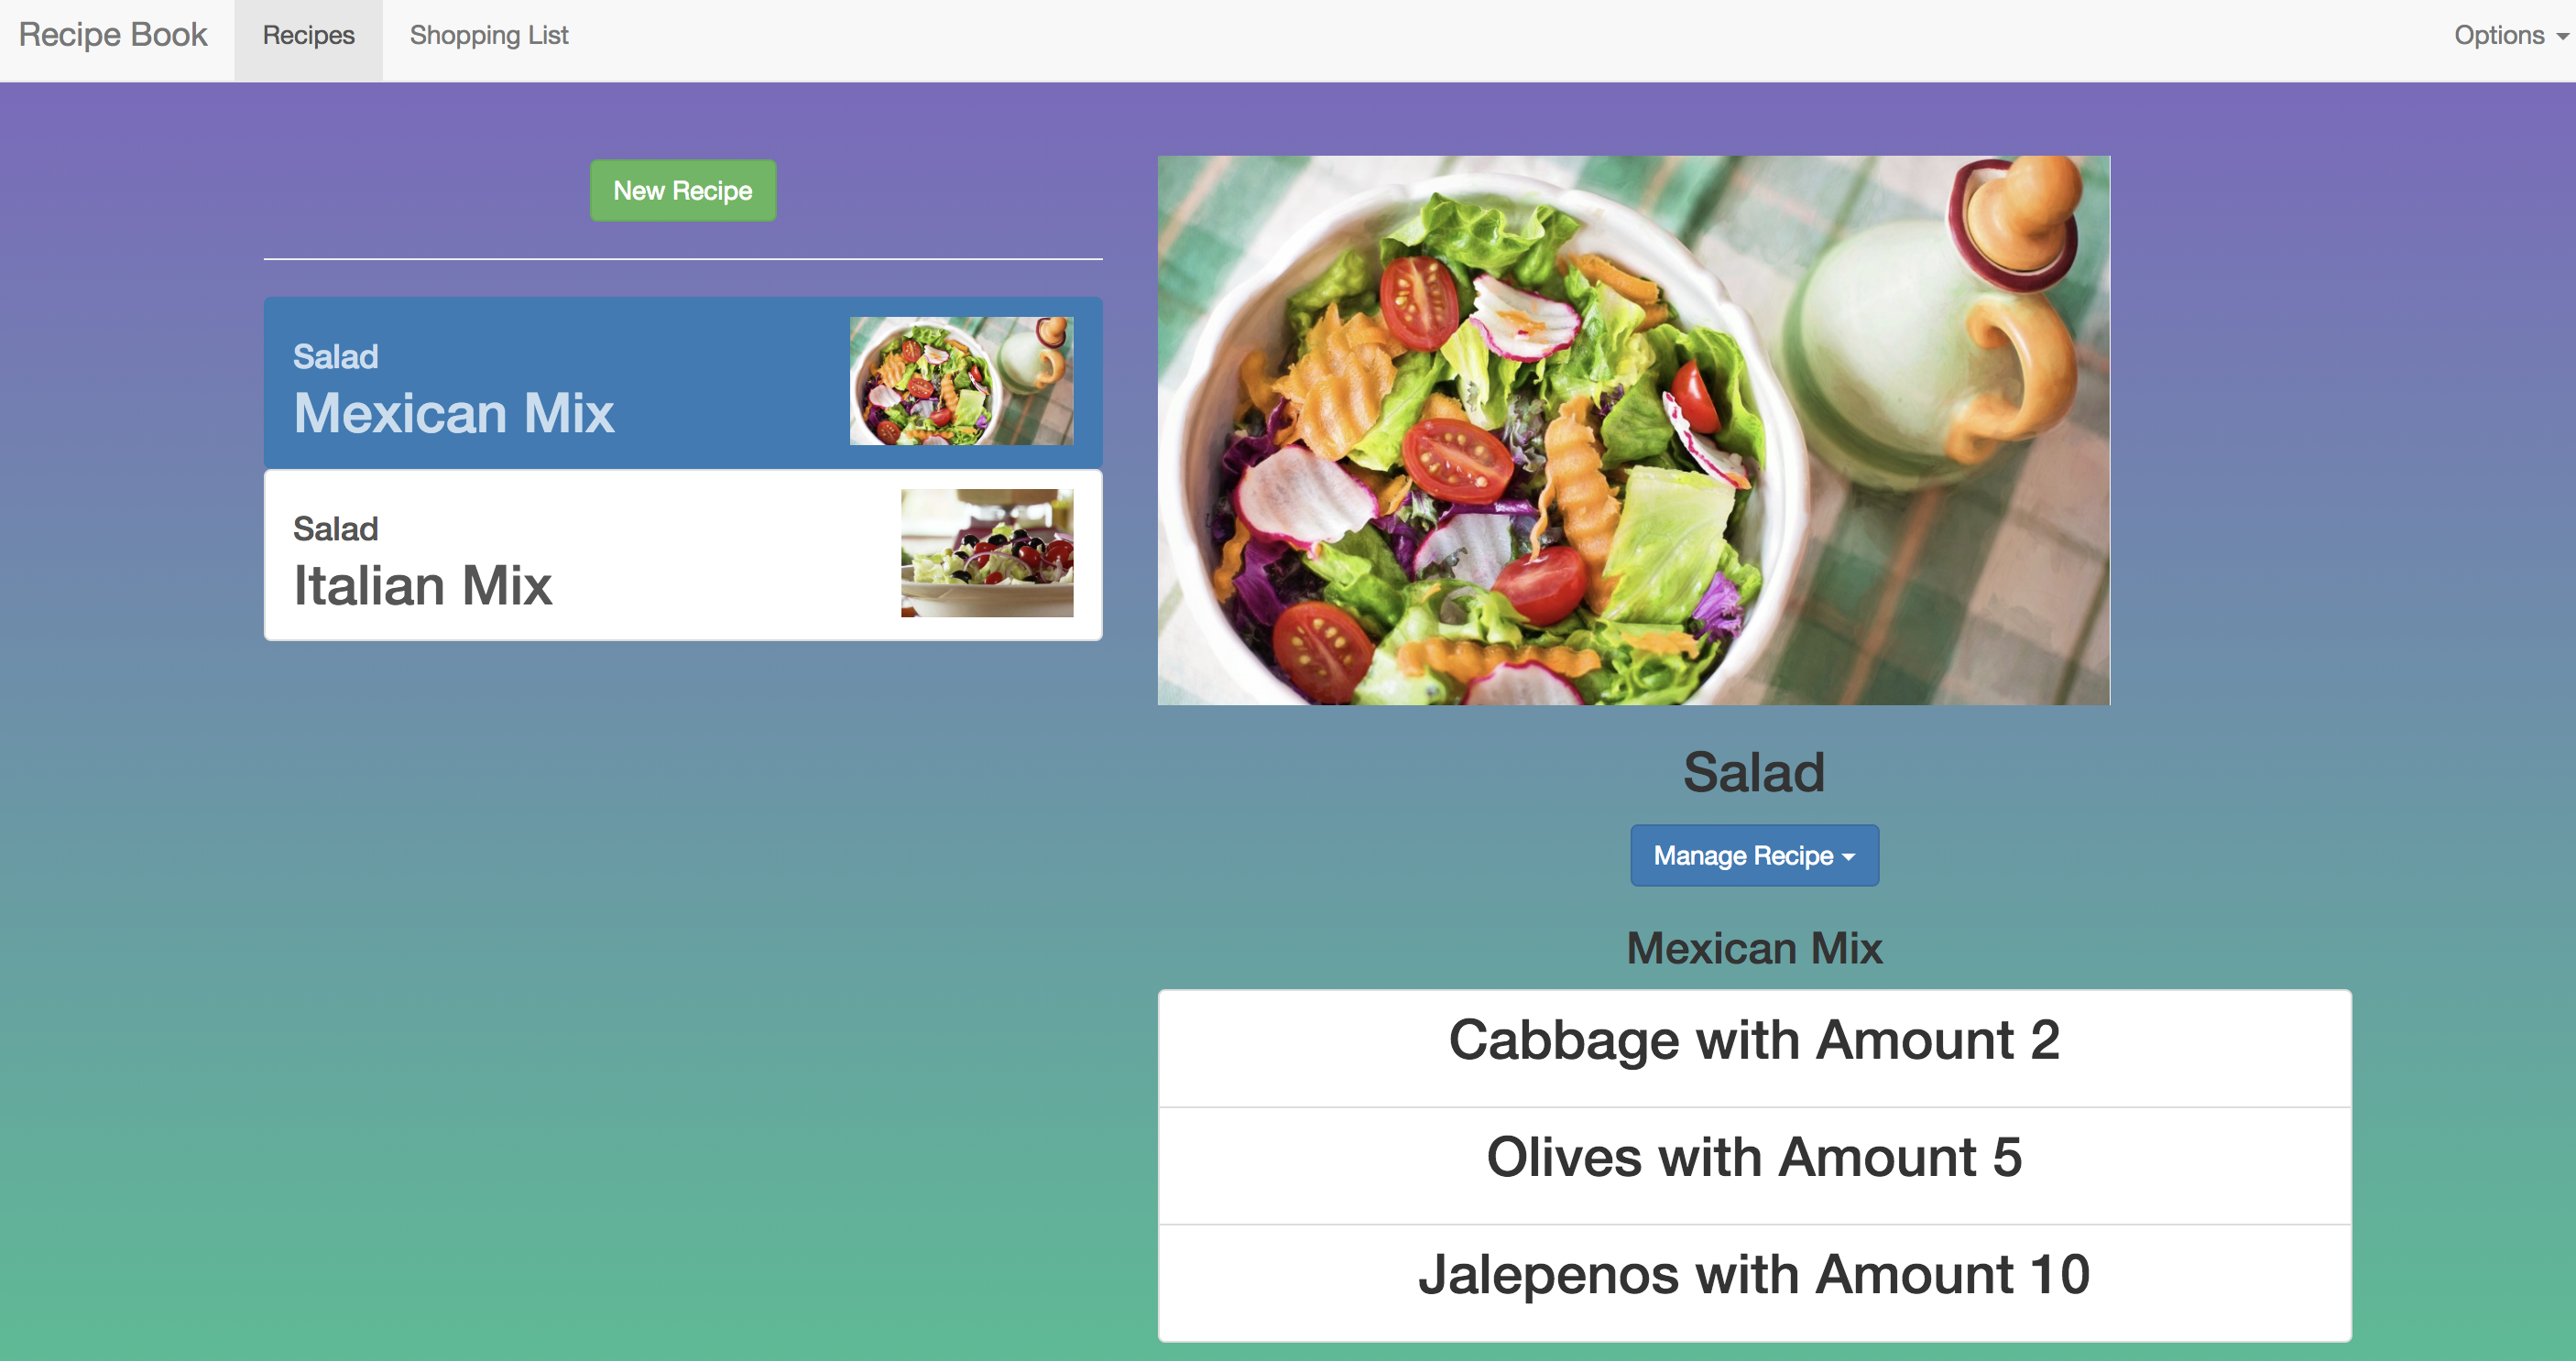 Recipe Book
Recipes
Shopping List
Options
New Recipe
Salad
Mexican Mix
Salad
Italian Mix
Salad
Manage Recipe
Mexican Mix
Cabbage with Amount 2
Olives with Amount 5
Jalepenos with Amount 10